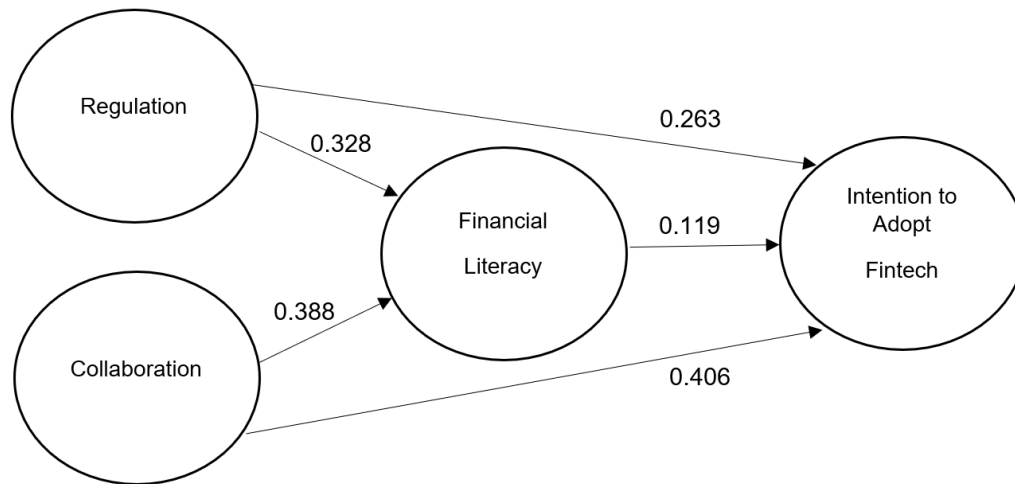 Regulation
0.263
0.328
Financial
Literacy
Intention to
Adopt
Fintech
0.119
0.388
Collaboration
0.406